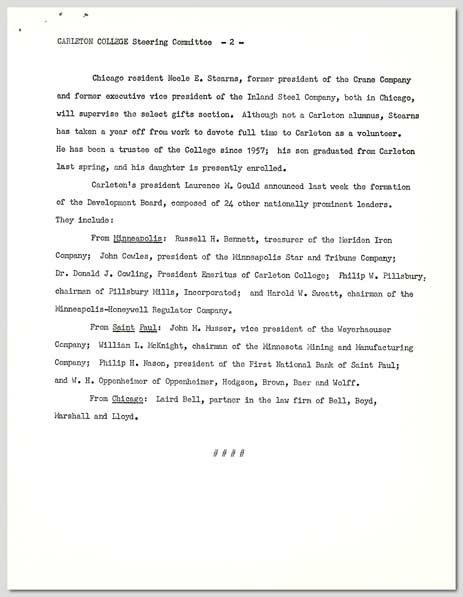 CARLETON COLLEGE Steering Committee - 2 -
Chicago resident Neele E. Stearns, former president of the Crane Company
and former executive vice president of the Inland Steel Company, both in Chicago,
will supervise the select gifts section. Although not a Carleton alumnus, Stearns
has taken a year off from work to devote full time to Carleton as a volunteer.
He has been a trustee of the College since 1957; his son graduated from Carleton
last spring, and his daughter is presently enrolled.
Carleton's president Laurence M. Gould announced last week the formation
of the Development Board, composed of 24 other nationally prominent leaders.
They include:
From Minneapolis: Russell H. Bennett, treasurer of the Meriden Iron
Company; John Cowles, president of the Minneapolis Star and Tribune Company;
Dr. Donald J. Cowling, President Emeritus of Carleton College; Philip W. Pillsbury,
chairman of Pillsbury Mills, Incorporated; and Harold W. Sweatt, chairman of the
Minneapolis-Honeywell Regulator Company.
From Saint Paul: John M. Musser, vice president of the Weyerhaeuser
Company; William L. McKnight, chairman of the Minnesota Mining and Manufacturing
Company; Philip H. Nason, president of the First National Bank of Saint Paul;
and W. H. Oppenheimer of Oppenheimer, Hodgson, Brown, Baer and Wolff.
From Chicago: Laird Bell, partner in the law firm of Bell, Boyd,
Marshall and Lloyd.
# # # #